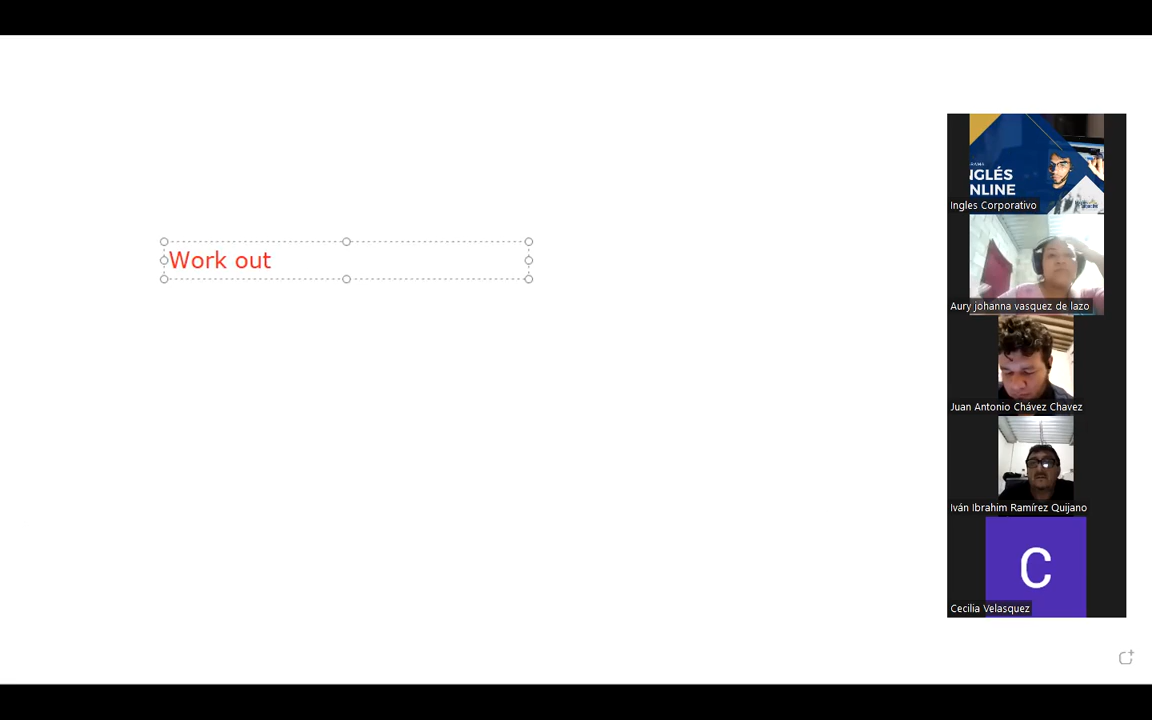 Work out
INGLÉS
NLINE
Ingles Corporativo
Aury johanna vasquez de lazo
Juan Antonio Chávez Chavez
Iván Ibrahim Ramírez Quijano
C
Cecilia Velasquez